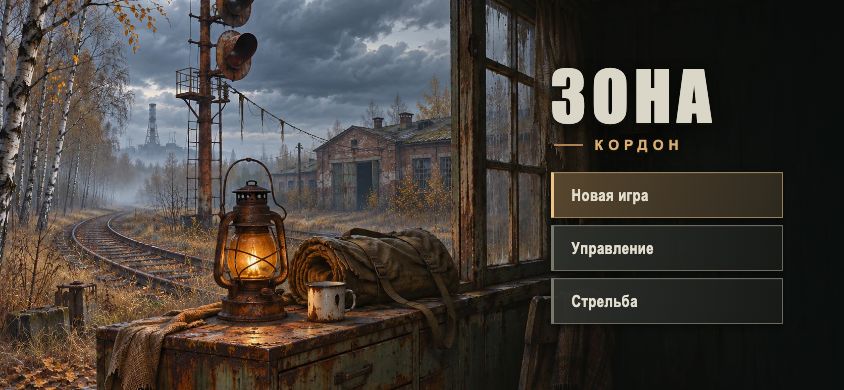 ЗОНА
КОРДОН
Новая игра
Управление
Стрельба